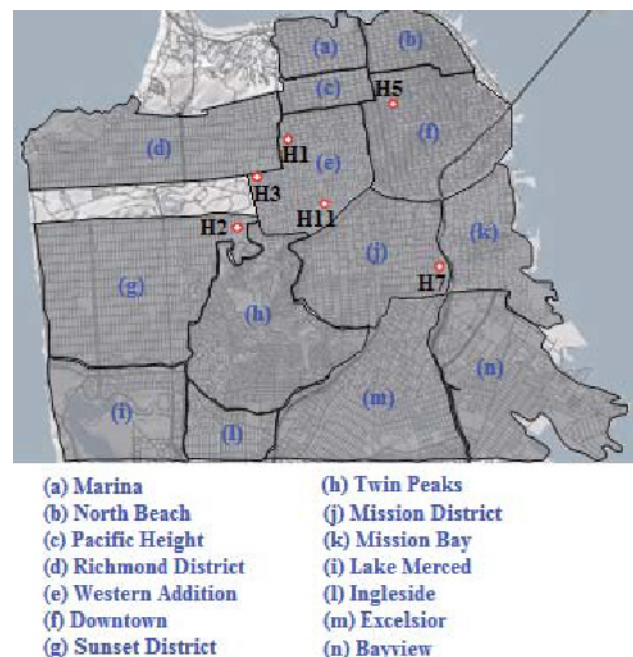 (a)
(b)
(c)
H5
(d)
H1
(e)
(f)
H3
H11
H2
(j)
(k)
H7
(g)
(h)
(n)
(i)
(m)
(l)
(a) Marina
(b) North Beach
(c) Pacific Height
(d) Richmond District
(e) Western Addition
(f) Downtown
(g) Sunset District
(h) Twin Peaks
(j) Mission District
(k) Mission Bay
(i) Lake Merced
(l) Ingleside
(m) Excelsior
(n) Bayview